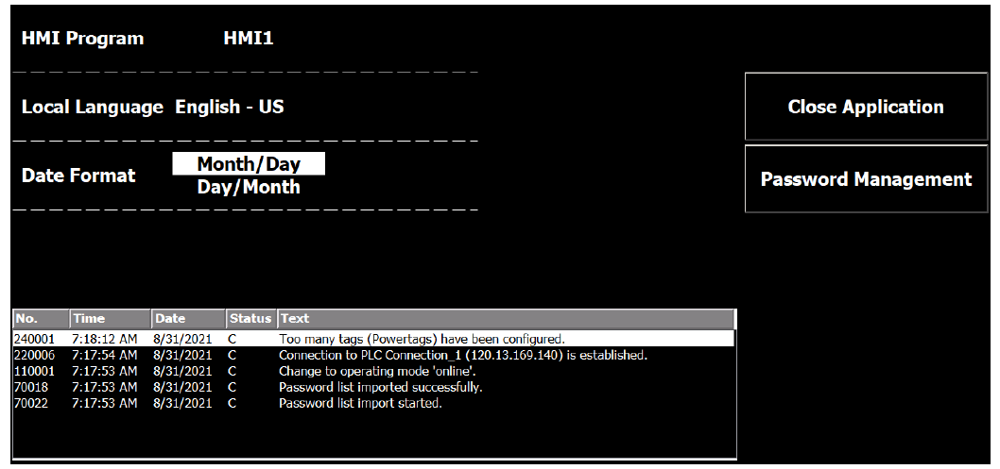 HMI Program HMI1
Local Language English - US
Close Application
Date Format Month/Day
Day/Month
Password Management
No. Time Date Status Text
240001 7:18:12 AM 8/31/2021 C Too many tags (Powertags) have been configured.
220006 7:17:54 AM 8/31/2021 C Connection to PLC Connection_1 (120.13.169.140) is established.
110001 7:17:53 AM 8/31/2021 C Change to operating mode 'online'.
70018 7:17:53 AM 8/31/2021 C Password list imported successfully.
70022 7:17:53 AM 8/31/2021 C Password list import started.